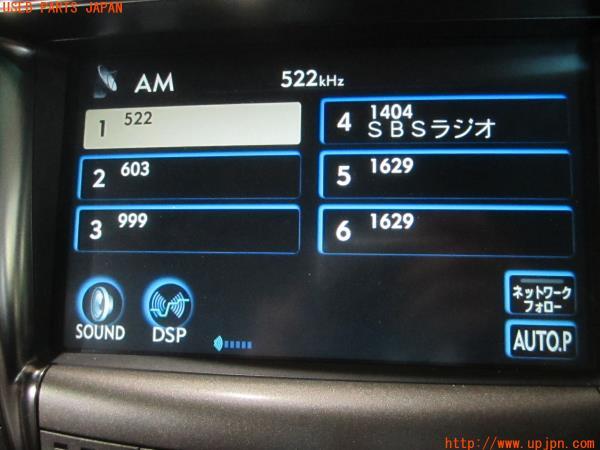 USED PARTS JAPAN
AM
522kHz
1 522
2 603
3 999
4 1404
SBSラジオ
5 1629
6 1629
SOUND
DSP
ネットワーク
フォロー
AUTO.P
http://www.upjpn.com/